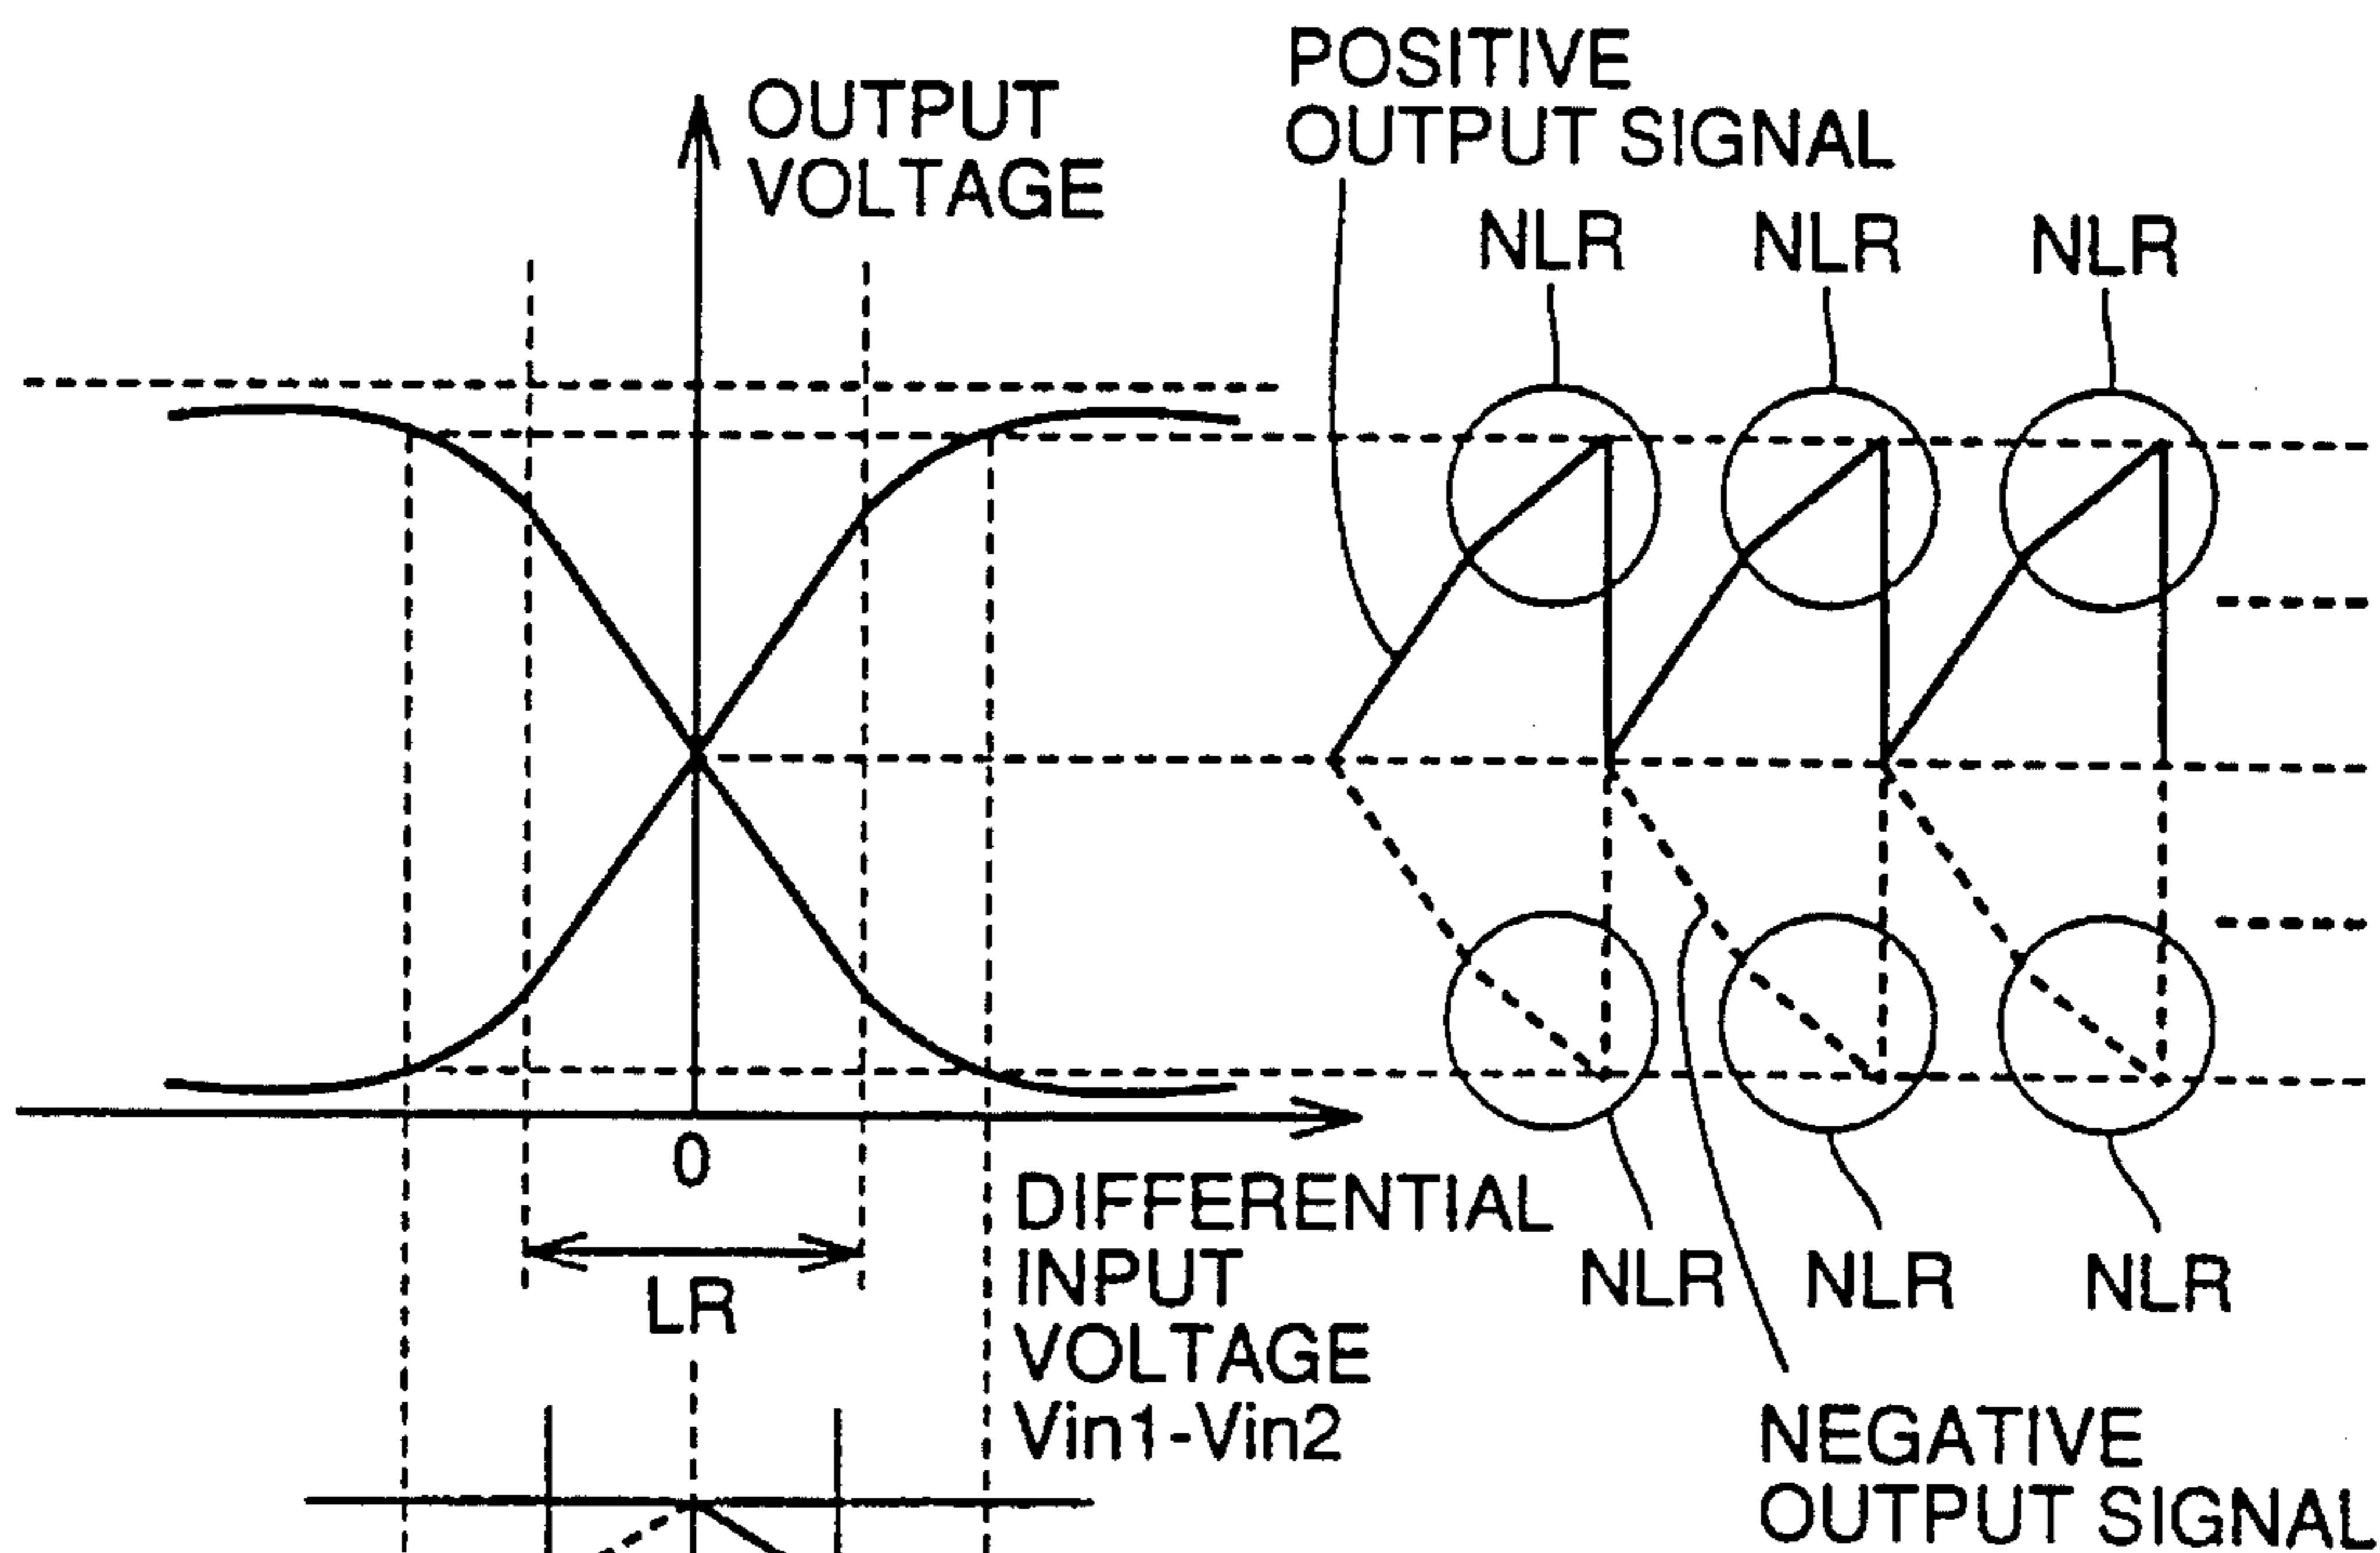 POSITIVE
OUTPUT SIGNAL
OUTPUT
VOLTAGE
NLR
NLR
NLR
0
LR
DIFFERENTIAL
INPUT
VOLTAGE
Vin1-Vin2
NLR
NLR
NLR
NEGATIVE
OUTPUT SIGNAL